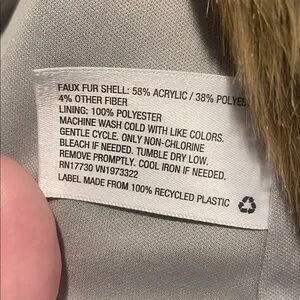 FAUX FUR SHELL: 58% ACRYLIC / 38% POLYES
4% OTHER FIBER
LINING: 100% POLYESTER
MACHINE WASH COLD WITH LIKE COLORS.
GENTLE CYCLE. ONLY NON-CHLORINE
BLEACH IF NEEDED. TUMBLE DRY LOW.
REMOVE PROMPTLY. COOL IRON IF NEEDED.
RN17730 VN1973322
LABEL MADE FROM 100% RECYCLED PLASTIC